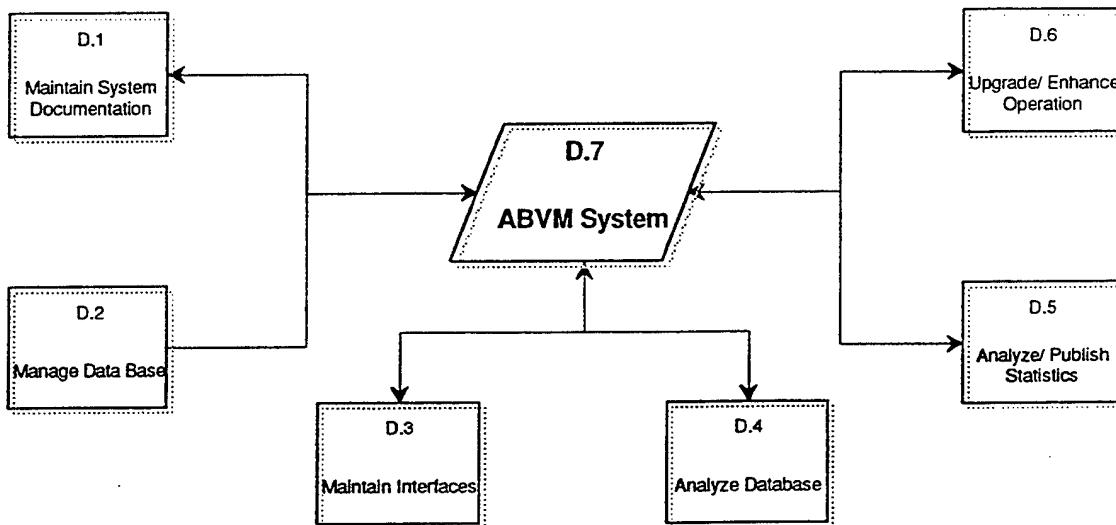 D.1
Maintain System
Documentation
D.6
Upgrade/ Enhance
Operation
D.7
ABVM System
D.2
Manage Data Base
D.5
Analyze/ Publish
Statistics
D.3
Maintain Interfaces
D.4
Analyze Database